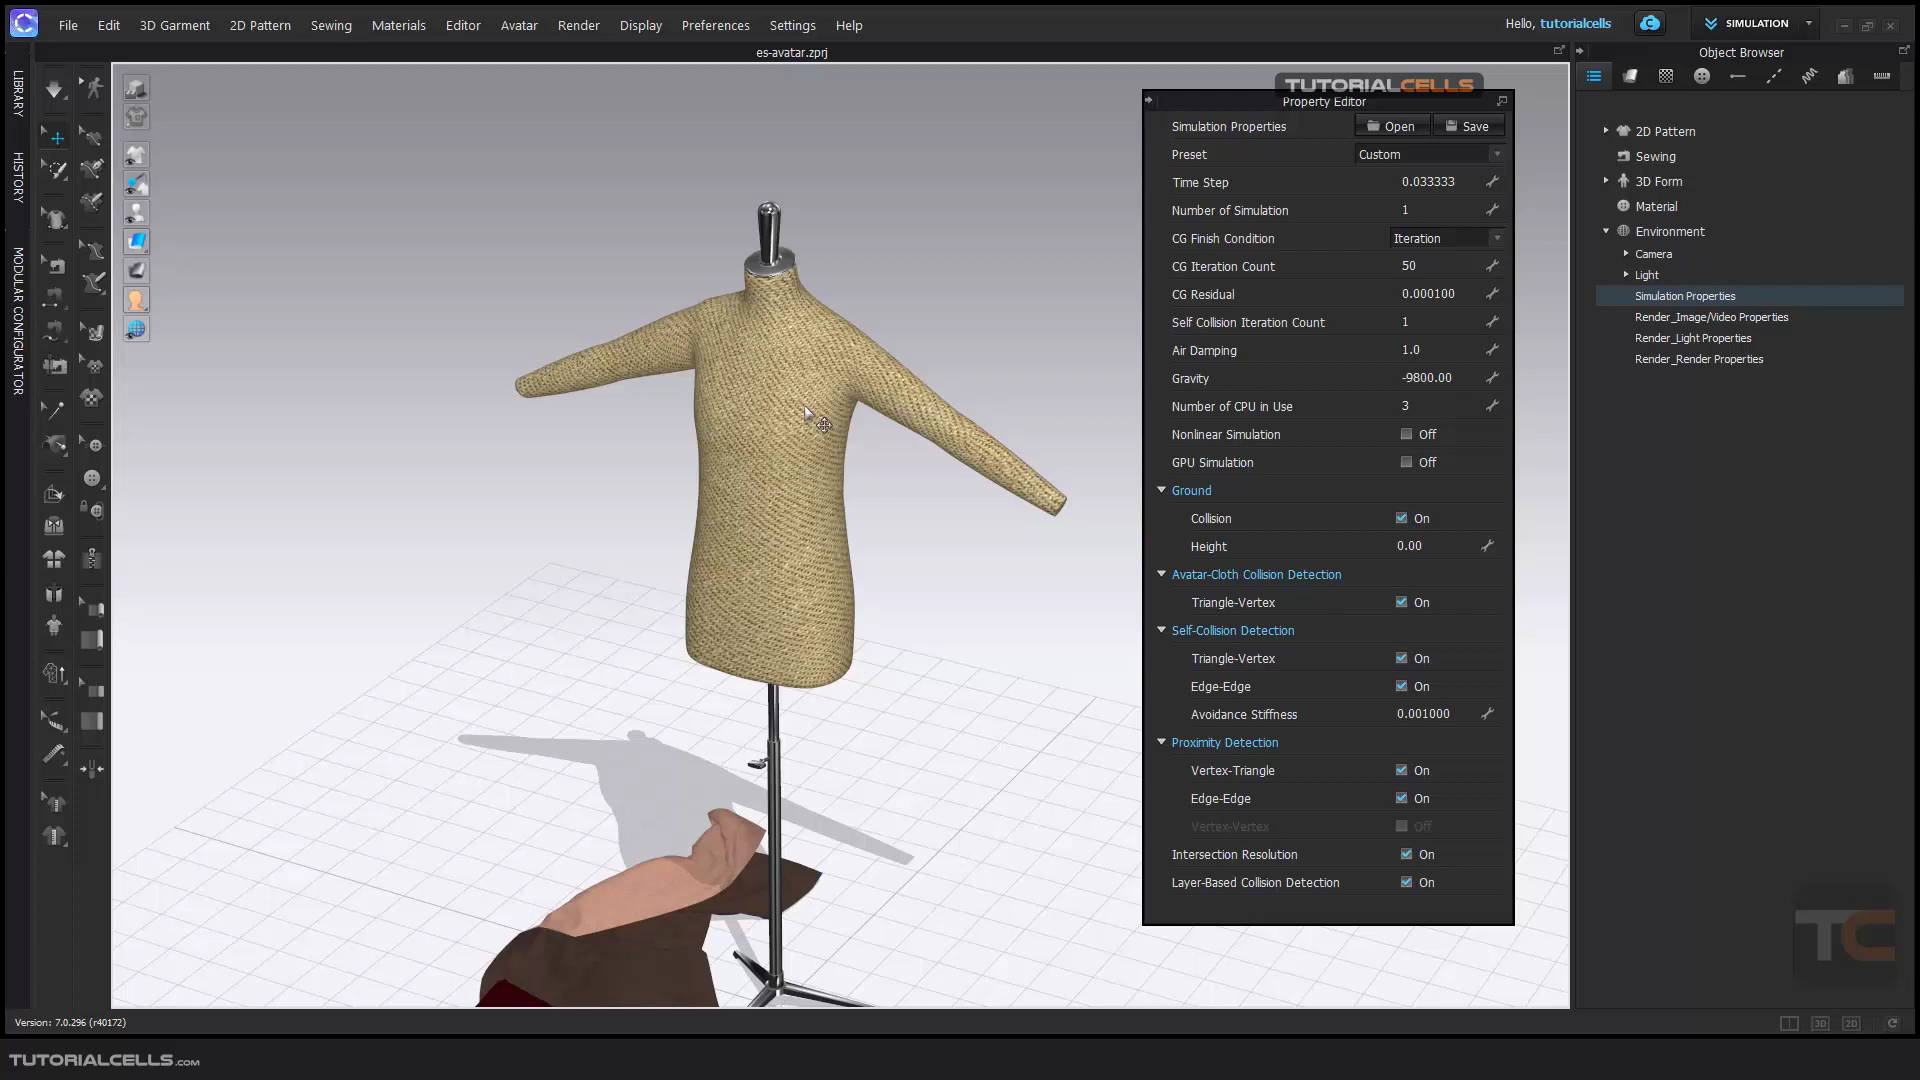 File Edit 3D Garment 2D Pattern Sewing Materials Editor Avatar Render Display Preferences Settings Help
Hello, tutorialcells
SIMULATION
es-avatar.zprj
Object Browser
LIBRARY
HISTORY
MODULAR CONFIGURATOR
TUTORIALCELLS
Property Editor
Simulation Properties Open Save
Preset Custom
Time Step 0.033333
Number of Simulation 1
CG Finish Condition Iteration
CG Iteration Count 50
CG Residual 0.000100
Self Collision Iteration Count 1
Air Damping 1.0
Gravity -9800.00
Number of CPU in Use 3
Nonlinear Simulation Off
GPU Simulation Off
Ground
Collision On
Height 0.00
Avatar-Cloth Collision Detection
Triangle-Vertex On
Self-Collision Detection
Triangle-Vertex On
Edge-Edge On
Avoidance Stiffness 0.001000
Proximity Detection
Vertex-Triangle On
Edge-Edge On
Vertex-Vertex Off
Intersection Resolution On
Layer-Based Collision Detection On
2D Pattern
Sewing
3D Form
Material
Environment
Camera
Light
Simulation Properties
Render_Image/Video Properties
Render_Light Properties
Render_Render Properties
TC
Version: 7.0.296 (r40172)
3D 2D
TUTORIALCELLS.com